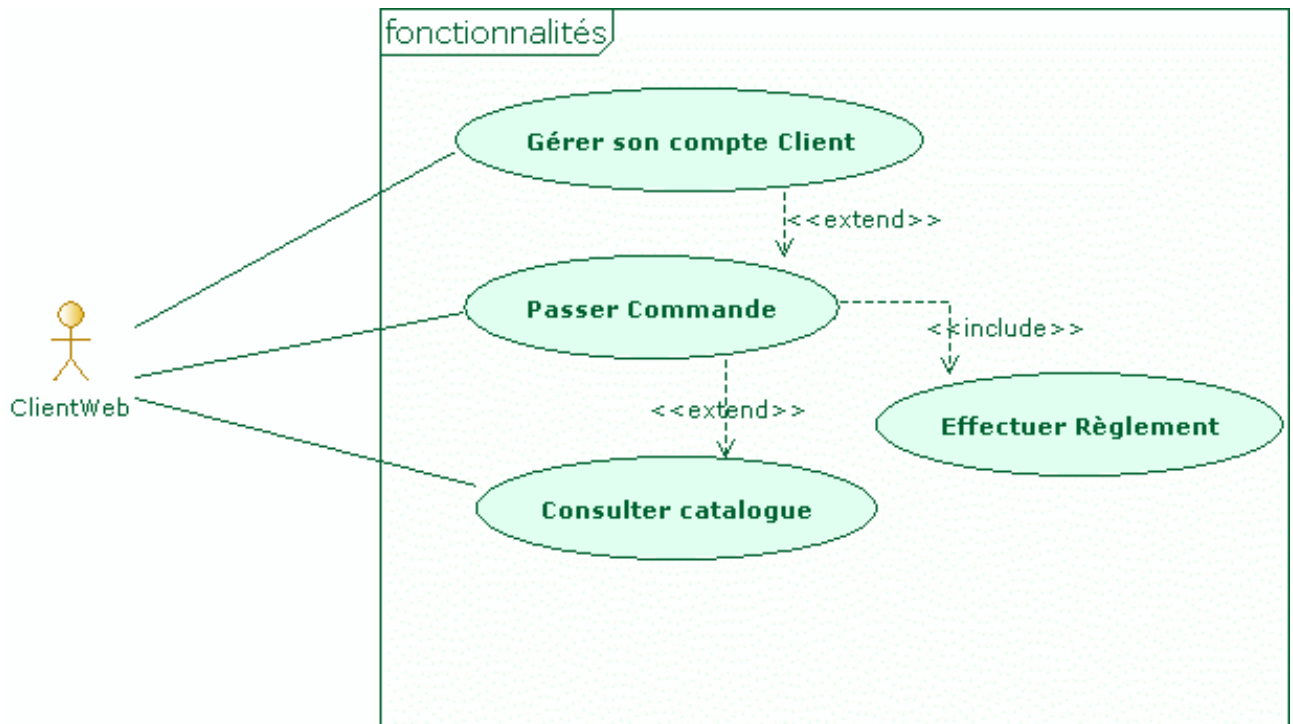 fonctionnalités
Gérer son compte Client
<<extend>>
Passer Commande
<<include>>
ClientWeb
<<extend>>
Effectuer Règlement
Consulter catalogue